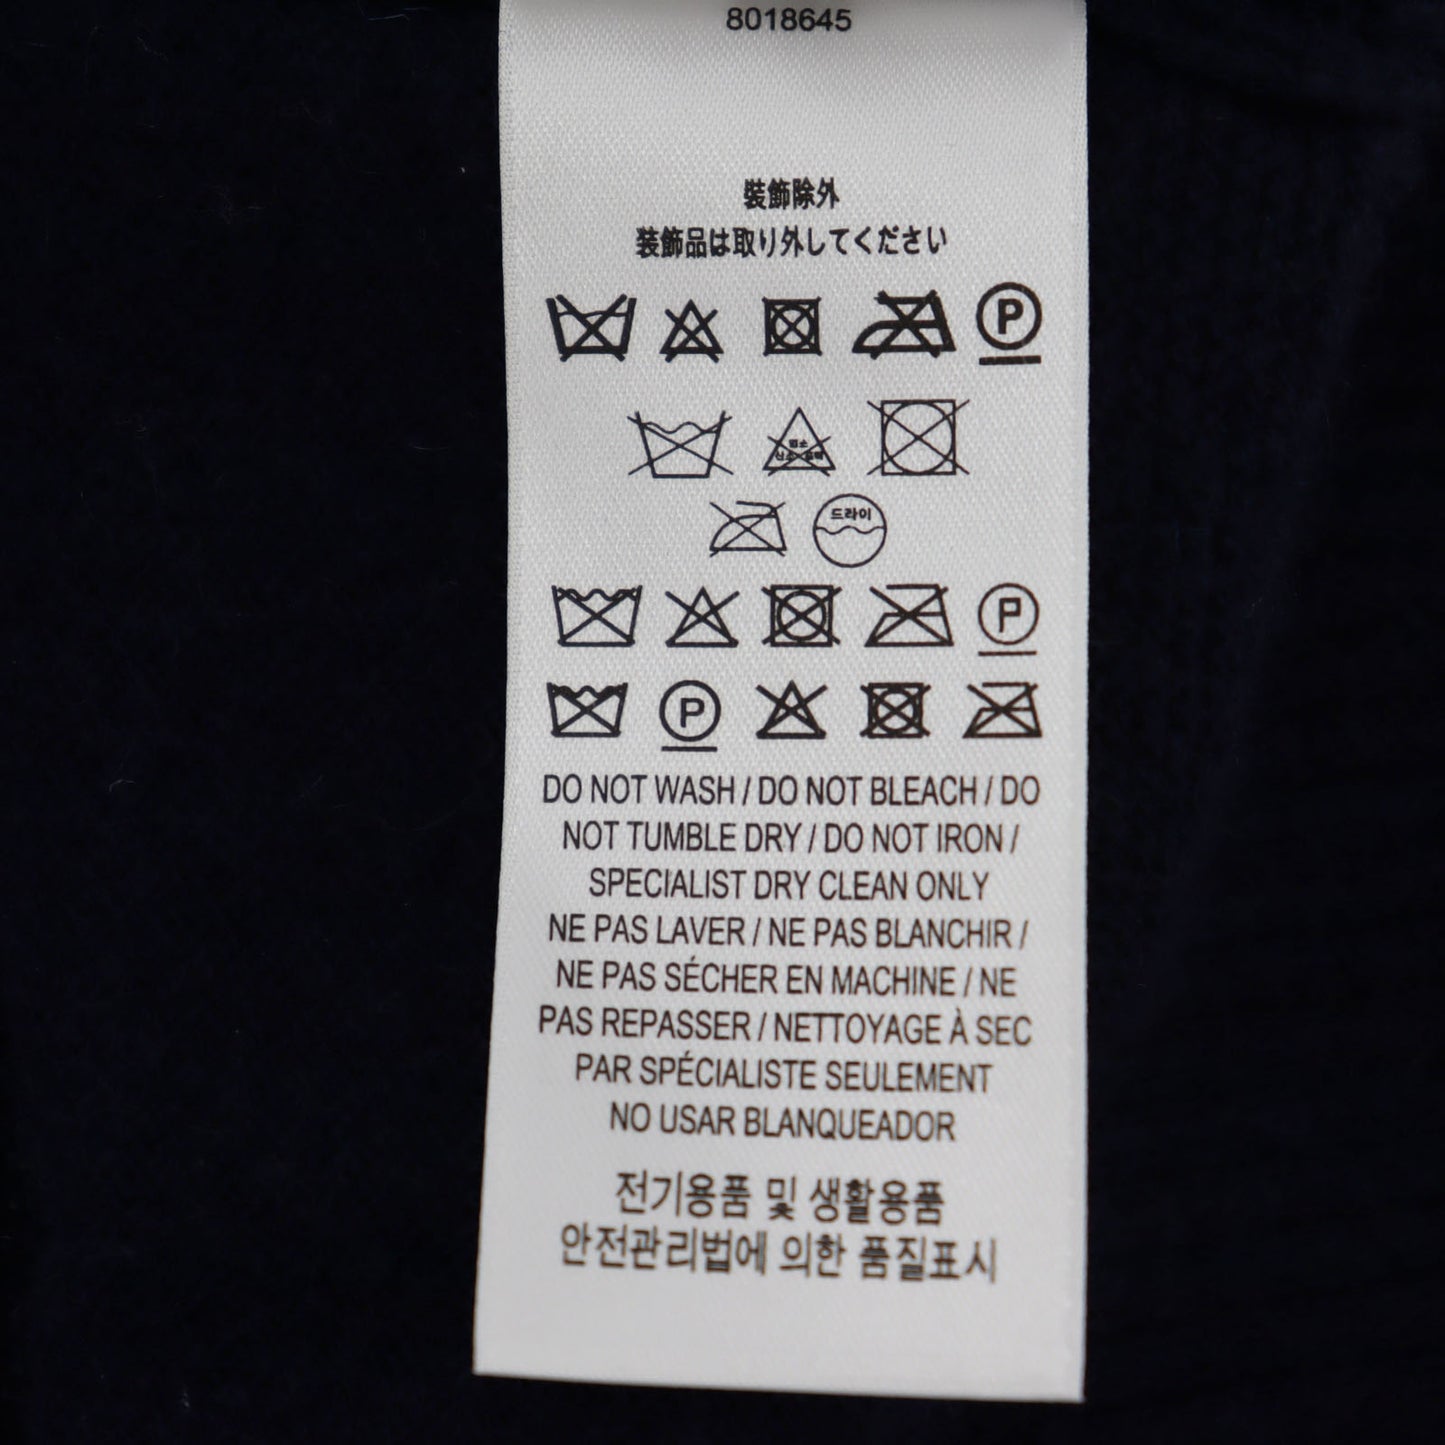 8018645
裝飾除外
装飾品は取り外してください
P
드라이
P
P
DO NOT WASH / DO NOT BLEACH / DO
NOT TUMBLE DRY / DO NOT IRON /
SPECIALIST DRY CLEAN ONLY
NE PAS LAVER / NE PAS BLANCHIR /
NE PAS SÉCHER EN MACHINE / NE
PAS REPASSER / NETTOYAGE À SEC
PAR SPÉCIALISTE SEULEMENT
NO USAR BLANQUEADOR
전기용품 및 생활용품
안전관리법에 의한 품질표시